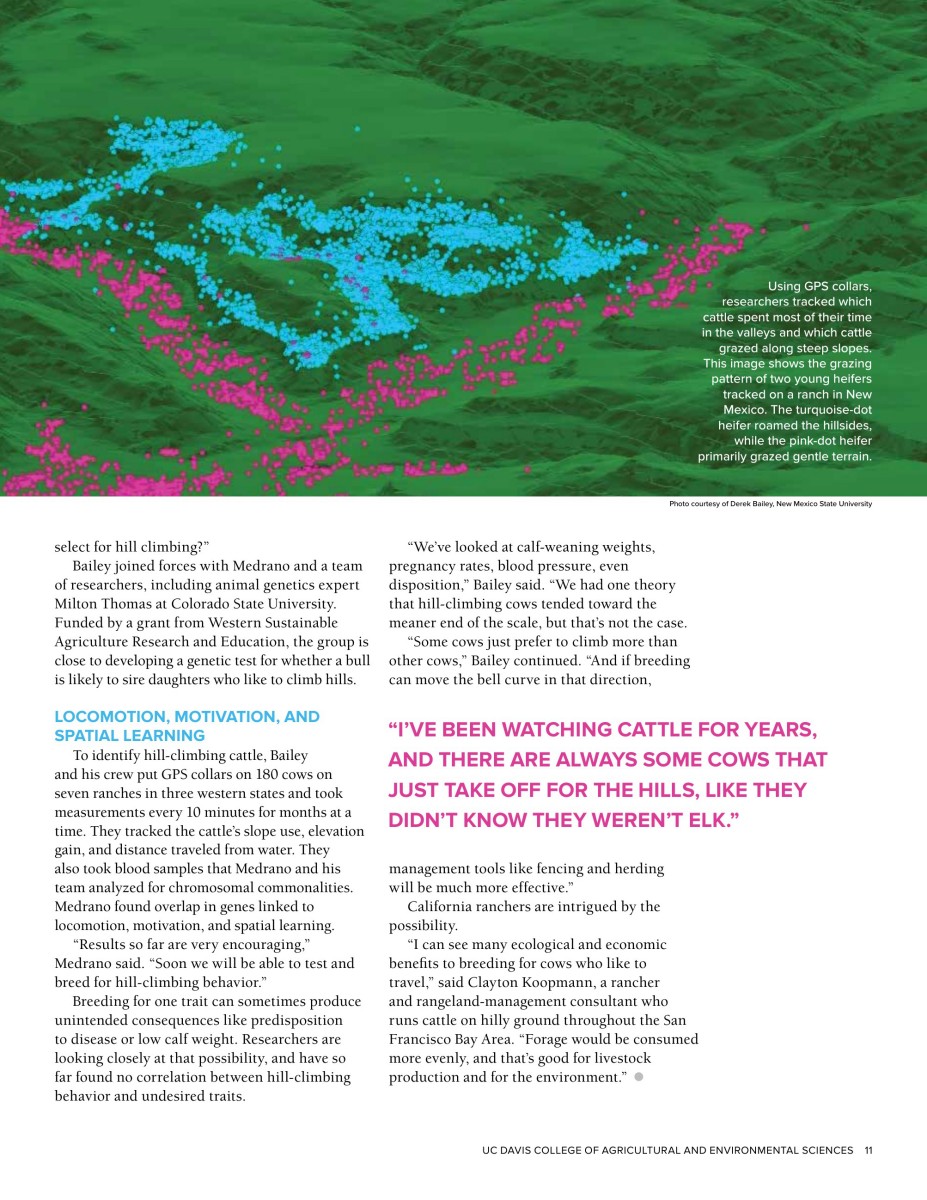 Using GPS collars,
researchers tracked which
cattle spent most of their time
in the valleys and which cattle
grazed along steep slopes.
This image shows the grazing
pattern of two young heifers
tracked on a ranch in New
Mexico. The turquoise-dot
heifer roamed the hillsides,
while the pink-dot heifer
primarily grazed gentle terrain.
Photo courtesy of Derek Bailey, New Mexico State University
select for hill climbing?”
Bailey joined forces with Medrano and a team
of researchers, including animal genetics expert
Milton Thomas at Colorado State University.
Funded by a grant from Western Sustainable
Agriculture Research and Education, the group is
close to developing a genetic test for whether a bull
is likely to sire daughters who like to climb hills.
LOCOMOTION, MOTIVATION, AND
SPATIAL LEARNING
To identify hill-climbing cattle, Bailey
and his crew put GPS collars on 180 cows on
seven ranches in three western states and took
measurements every 10 minutes for months at a
time. They tracked the cattle’s slope use, elevation
gain, and distance traveled from water. They
also took blood samples that Medrano and his
team analyzed for chromosomal commonalities.
Medrano found overlap in genes linked to
locomotion, motivation, and spatial learning.
“Results so far are very encouraging,”
Medrano said. “Soon we will be able to test and
breed for hill-climbing behavior.”
Breeding for one trait can sometimes produce
unintended consequences like predisposition
to disease or low calf weight. Researchers are
looking closely at that possibility, and have so
far found no correlation between hill-climbing
behavior and undesired traits.
“We’ve looked at calf-weaning weights,
pregnancy rates, blood pressure, even
disposition,” Bailey said. “We had one theory
that hill-climbing cows tended toward the
meaner end of the scale, but that’s not the case.
“Some cows just prefer to climb more than
other cows,” Bailey continued. “And if breeding
can move the bell curve in that direction,
“I’VE BEEN WATCHING CATTLE FOR YEARS,
AND THERE ARE ALWAYS SOME COWS THAT
JUST TAKE OFF FOR THE HILLS, LIKE THEY
DIDN’T KNOW THEY WEREN’T ELK.”
management tools like fencing and herding
will be much more effective.”
California ranchers are intrigued by the
possibility.
“I can see many ecological and economic
benefits to breeding for cows who like to
travel,” said Clayton Koopmann, a rancher
and rangeland-management consultant who
runs cattle on hilly ground throughout the San
Francisco Bay Area. “Forage would be consumed
more evenly, and that’s good for livestock
production and for the environment.”
UC DAVIS COLLEGE OF AGRICULTURAL AND ENVIRONMENTAL SCIENCES 11